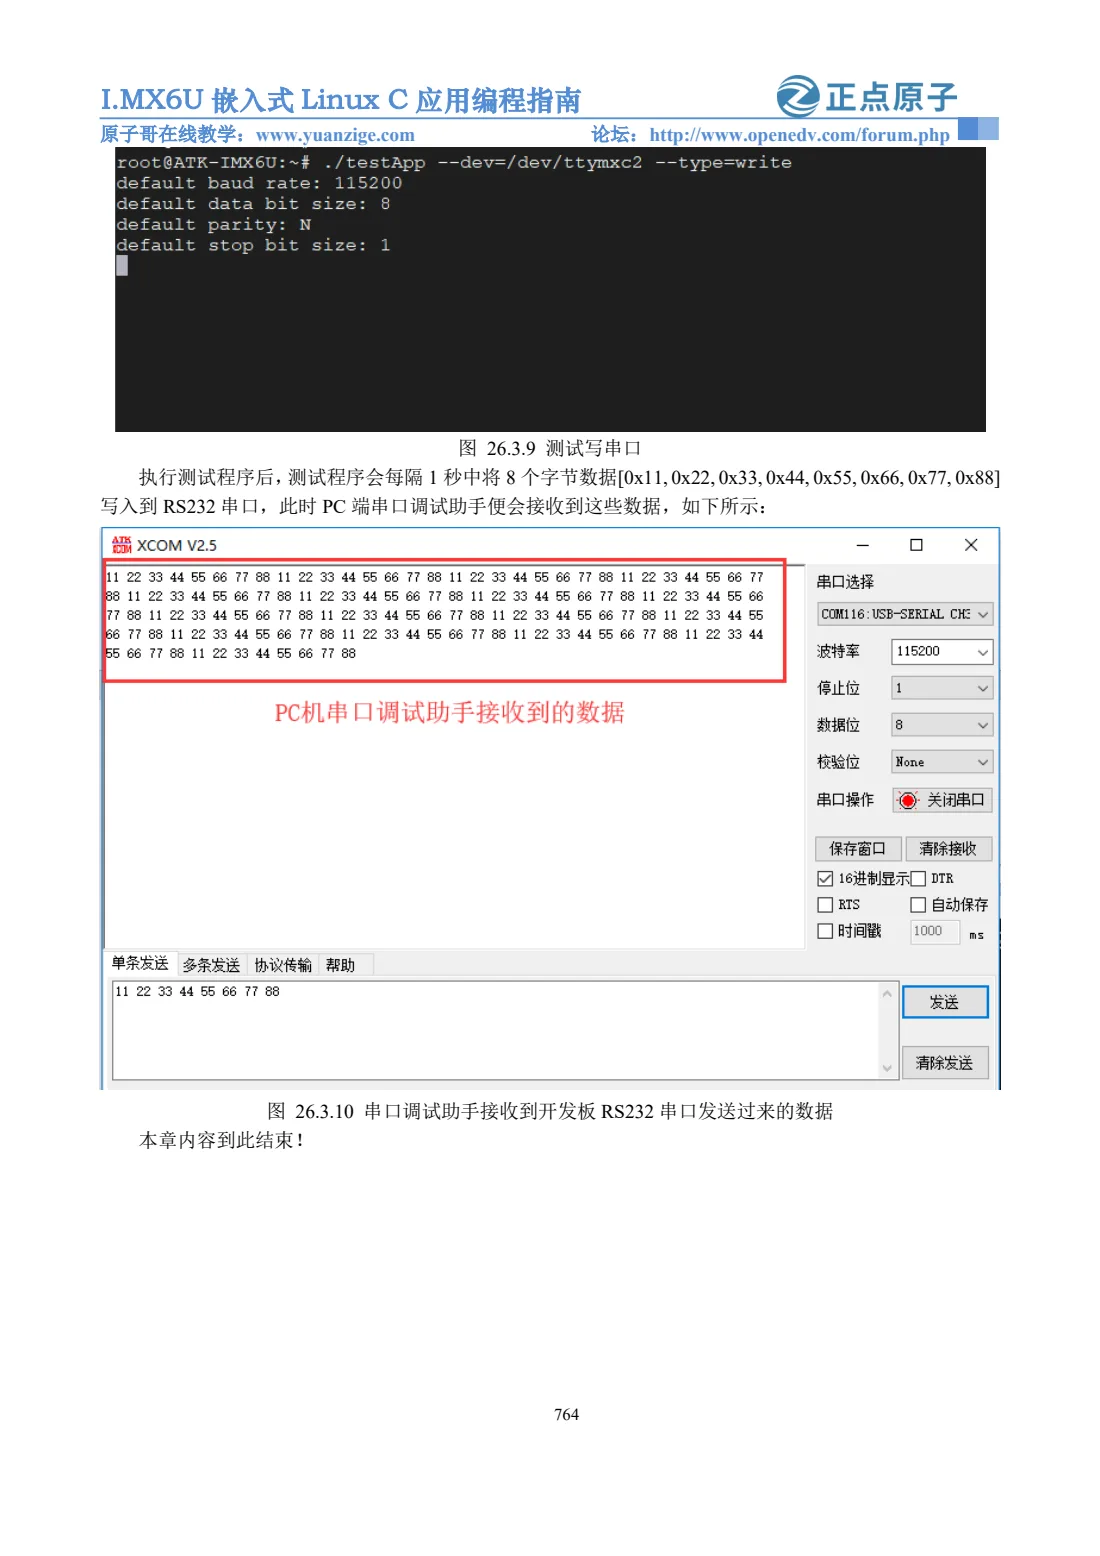 I.MX6U 嵌入式 Linux C 应用编程指南
正点原子
原子哥在线教学：www.yuanzige.com 论坛：http://www.openedv.com/forum.php
root@ATK-IMX6U:~# ./testApp --dev=/dev/ttymxc2 --type=write
default baud rate: 115200
default data bit size: 8
default parity: N
default stop bit size: 1
图 26.3.9 测试写串口
执行测试程序后，测试程序会每隔 1 秒中将 8 个字节数据[0x11, 0x22, 0x33, 0x44, 0x55, 0x66, 0x77, 0x88]
写入到 RS232 串口，此时 PC 端串口调试助手便会接收到这些数据，如下所示：
ATK XCOM XCOM V2.5
11 22 33 44 55 66 77 88 11 22 33 44 55 66 77 88 11 22 33 44 55 66 77 88 11 22 33 44 55 66 77
88 11 22 33 44 55 66 77 88 11 22 33 44 55 66 77 88 11 22 33 44 55 66 77 88 11 22 33 44 55 66
77 88 11 22 33 44 55 66 77 88 11 22 33 44 55 66 77 88 11 22 33 44 55 66 77 88 11 22 33 44 55
66 77 88 11 22 33 44 55 66 77 88 11 22 33 44 55 66 77 88 11 22 33 44 55 66 77 88 11 22 33 44
55 66 77 88 11 22 33 44 55 66 77 88
PC机串口调试助手接收到的数据
串口选择
COM116:USB-SERIAL CH3
波特率 115200
停止位 1
数据位 8
校验位 None
串口操作 关闭串口
保存窗口 清除接收
16进制显示 DTR
RTS 自动保存
时间戳 1000 ms
单条发送 多条发送 协议传输 帮助
11 22 33 44 55 66 77 88
发送
清除发送
图 26.3.10 串口调试助手接收到开发板 RS232 串口发送过来的数据
本章内容到此结束！
764